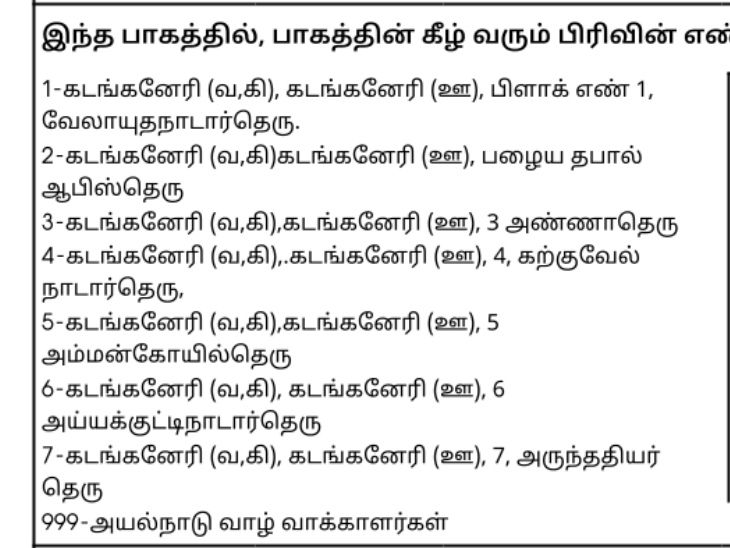 இந்த பாகத்தில், பாகத்தின் கீழ் வரும் பிரிவின் எண்
1-கடங்கனேரி (வ,கி), கடங்கனேரி (ஊ), பிளாக் எண் 1,
வேலாயுதநாடார்தெரு.
2-கடங்கனேரி (வ,கி)கடங்கனேரி (ஊ), பழைய தபால்
ஆபிஸ்தெரு
3-கடங்கனேரி (வ,கி),கடங்கனேரி (ஊ), 3 அண்ணாதெரு
4-கடங்கனேரி (வ,கி),.கடங்கனேரி (ஊ), 4, கற்குவேல்
நாடார்தெரு,
5-கடங்கனேரி (வ,கி),கடங்கனேரி (ஊ), 5
அம்மன்கோயில்தெரு
6-கடங்கனேரி (வ,கி), கடங்கனேரி (ஊ), 6
அய்யக்குட்டிநாடார்தெரு
7-கடங்கனேரி (வ,கி), கடங்கனேரி (ஊ), 7, அருந்ததியர்
தெரு
999-அயல்நாடு வாழ் வாக்காளர்கள்